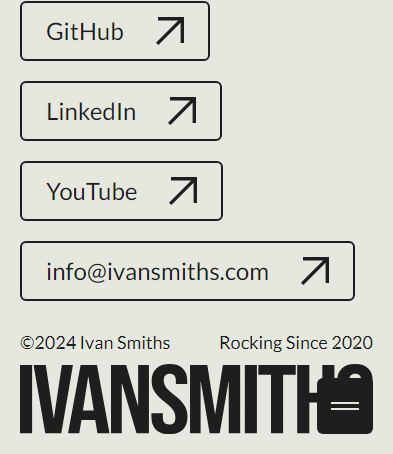 GitHub
LinkedIn
YouTube
info@ivansmiths.com
©2024 Ivan Smiths Rocking Since 2020
IVANSMITHS